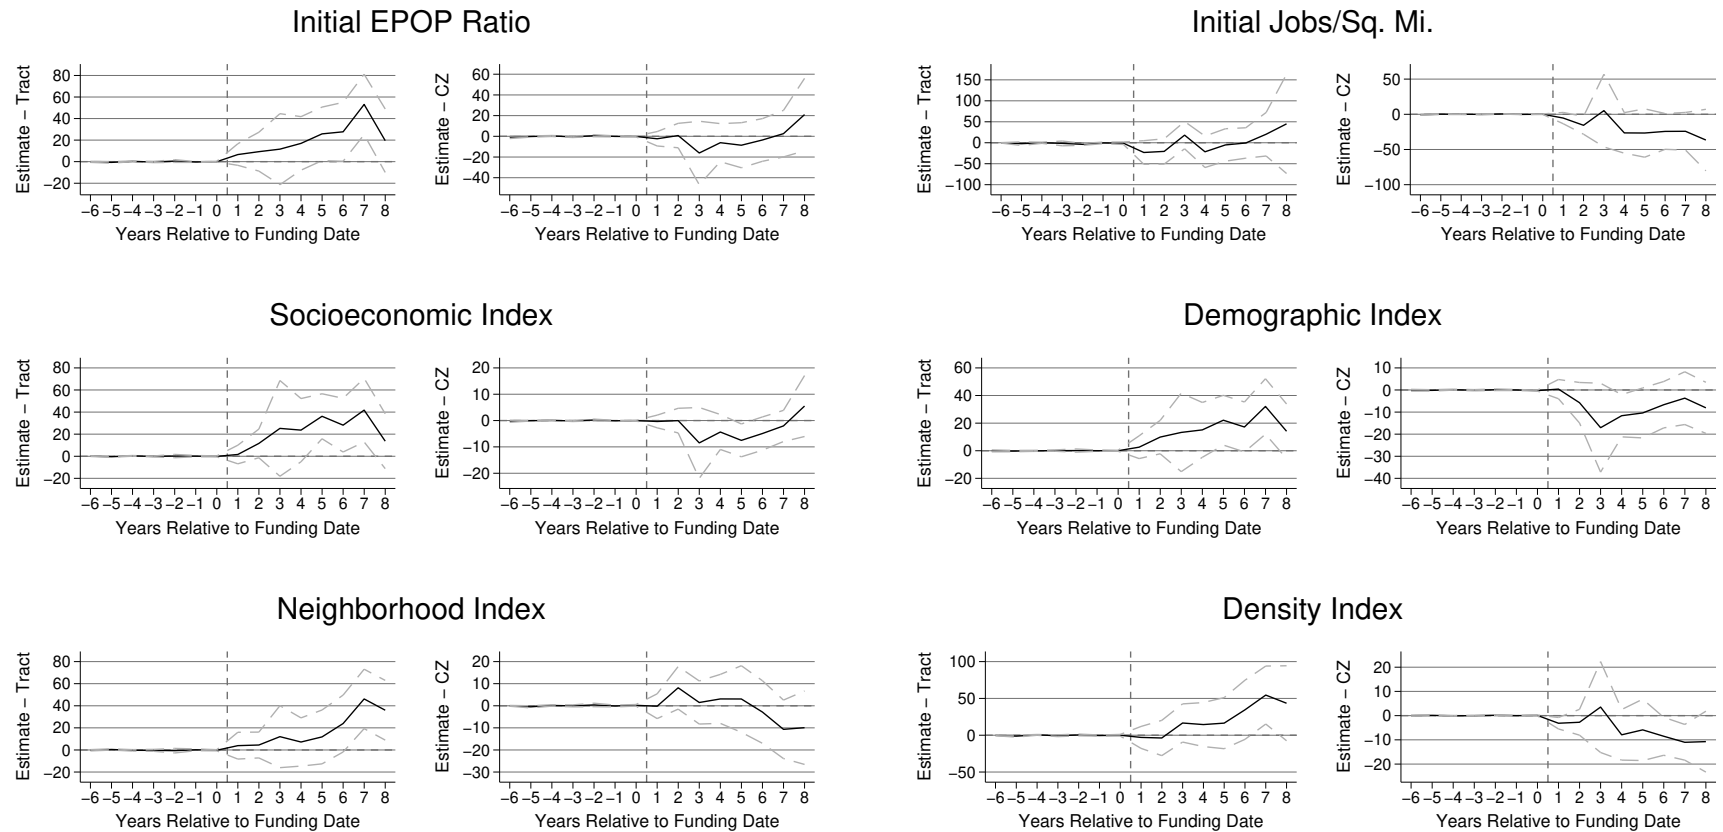 Initial EPOP Ratio
Estimate – Tract
80
60
40
20
0
−20
−6 −5 −4 −3 −2 −1 0 1 2 3 4 5 6 7 8
Years Relative to Funding Date
Estimate – CZ
60
40
20
0
−20
−40
−6 −5 −4 −3 −2 −1 0 1 2 3 4 5 6 7 8
Years Relative to Funding Date
Initial Jobs/Sq. Mi.
Estimate – Tract
150
100
50
0
−50
−100
−6 −5 −4 −3 −2 −1 0 1 2 3 4 5 6 7 8
Years Relative to Funding Date
Estimate – CZ
50
0
−50
−100
−6 −5 −4 −3 −2 −1 0 1 2 3 4 5 6 7 8
Years Relative to Funding Date
Socioeconomic Index
Estimate – Tract
80
60
40
20
0
−20
−6 −5 −4 −3 −2 −1 0 1 2 3 4 5 6 7 8
Years Relative to Funding Date
Estimate – CZ
20
10
0
−10
−20
−6 −5 −4 −3 −2 −1 0 1 2 3 4 5 6 7 8
Years Relative to Funding Date
Demographic Index
Estimate – Tract
60
40
20
0
−20
−6 −5 −4 −3 −2 −1 0 1 2 3 4 5 6 7 8
Years Relative to Funding Date
Estimate – CZ
10
0
−10
−20
−30
−40
−6 −5 −4 −3 −2 −1 0 1 2 3 4 5 6 7 8
Years Relative to Funding Date
Neighborhood Index
Estimate – Tract
80
60
40
20
0
−20
−6 −5 −4 −3 −2 −1 0 1 2 3 4 5 6 7 8
Years Relative to Funding Date
Estimate – CZ
20
10
0
−10
−20
−30
−6 −5 −4 −3 −2 −1 0 1 2 3 4 5 6 7 8
Years Relative to Funding Date
Density Index
Estimate – Tract
100
50
0
−50
−6 −5 −4 −3 −2 −1 0 1 2 3 4 5 6 7 8
Years Relative to Funding Date
Estimate – CZ
20
10
0
−10
−20
−6 −5 −4 −3 −2 −1 0 1 2 3 4 5 6 7 8
Years Relative to Funding Date